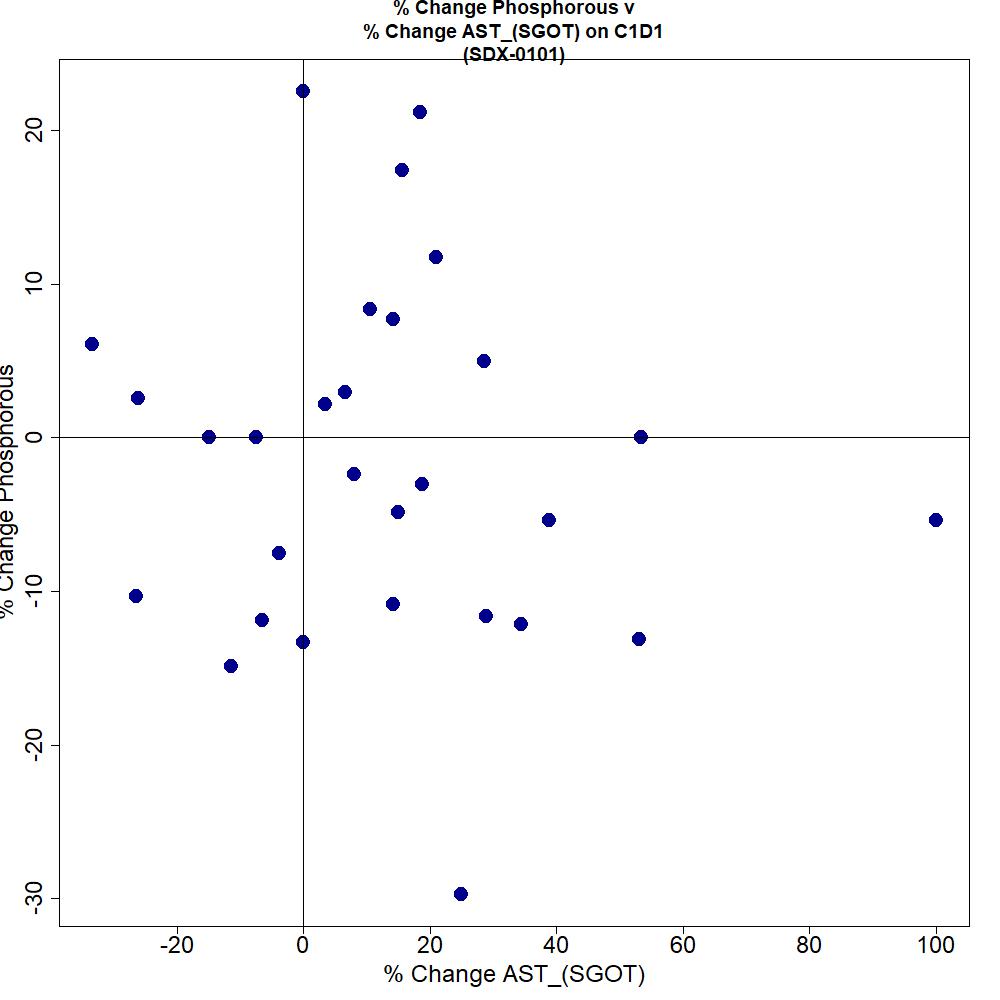 % Change Phosphorous v
% Change AST_(SGOT) on C1D1
(SDX-0101)
% Change Phosphorous
20
10
0
-10
-20
-30
-20 0 20 40 60 80 100
% Change AST_(SGOT)